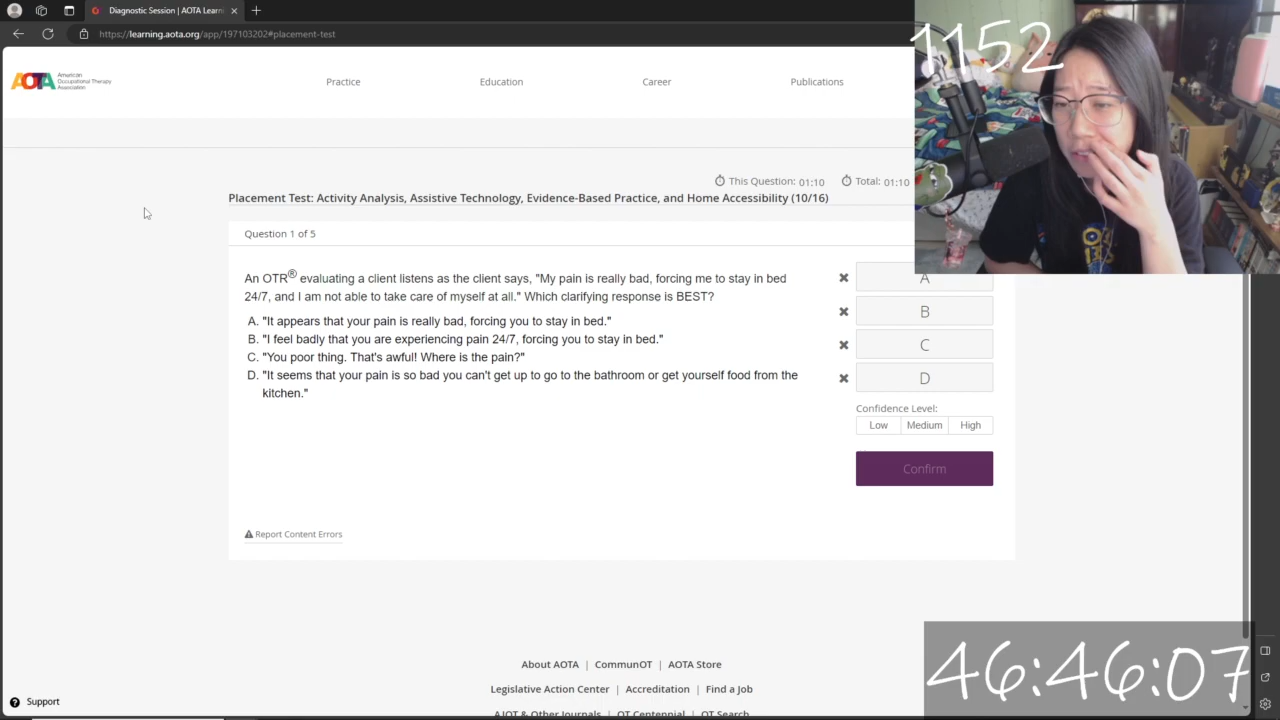 Diagnostic Session | AOTA Learni
https://learning.aota.org/app/197103202#placement-test
1152
AOTA American
Occupational Therapy
Association
Practice
Education
Career
Publications
This Question: 01:10
Total: 01:10
Placement Test: Activity Analysis, Assistive Technology, Evidence-Based Practice, and Home Accessibility (10/16)
Question 1 of 5
An OTR® evaluating a client listens as the client says, "My pain is really bad, forcing me to stay in bed
24/7, and I am not able to take care of myself at all." Which clarifying response is BEST?
A. "It appears that your pain is really bad, forcing you to stay in bed."
B. "I feel badly that you are experiencing pain 24/7, forcing you to stay in bed."
C. "You poor thing. That's awful! Where is the pain?"
D. "It seems that your pain is so bad you can't get up to go to the bathroom or get yourself food from the
kitchen."
A
B
C
D
Confidence Level:
Low
Medium
High
Confirm
Report Content Errors
About AOTA | CommunOT | AOTA Store
Legislative Action Center | Accreditation | Find a Job
AJOT & Other Journals | OT Centennial | OT Search
Support
46:46:07